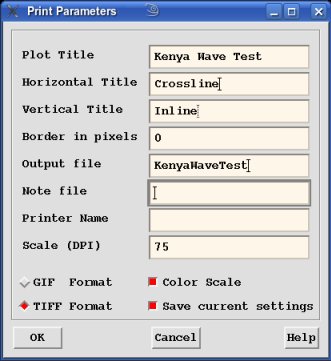 Print Parameters
Plot Title Kenya Wave Test
Horizontal Title Crossline
Vertical Title Inline
Border in pixels 0
Output file KenyaWaveTest
Note file
Printer Name
Scale (DPI) 75
GIF Format Color Scale
TIFF Format Save current settings
OK Cancel Help